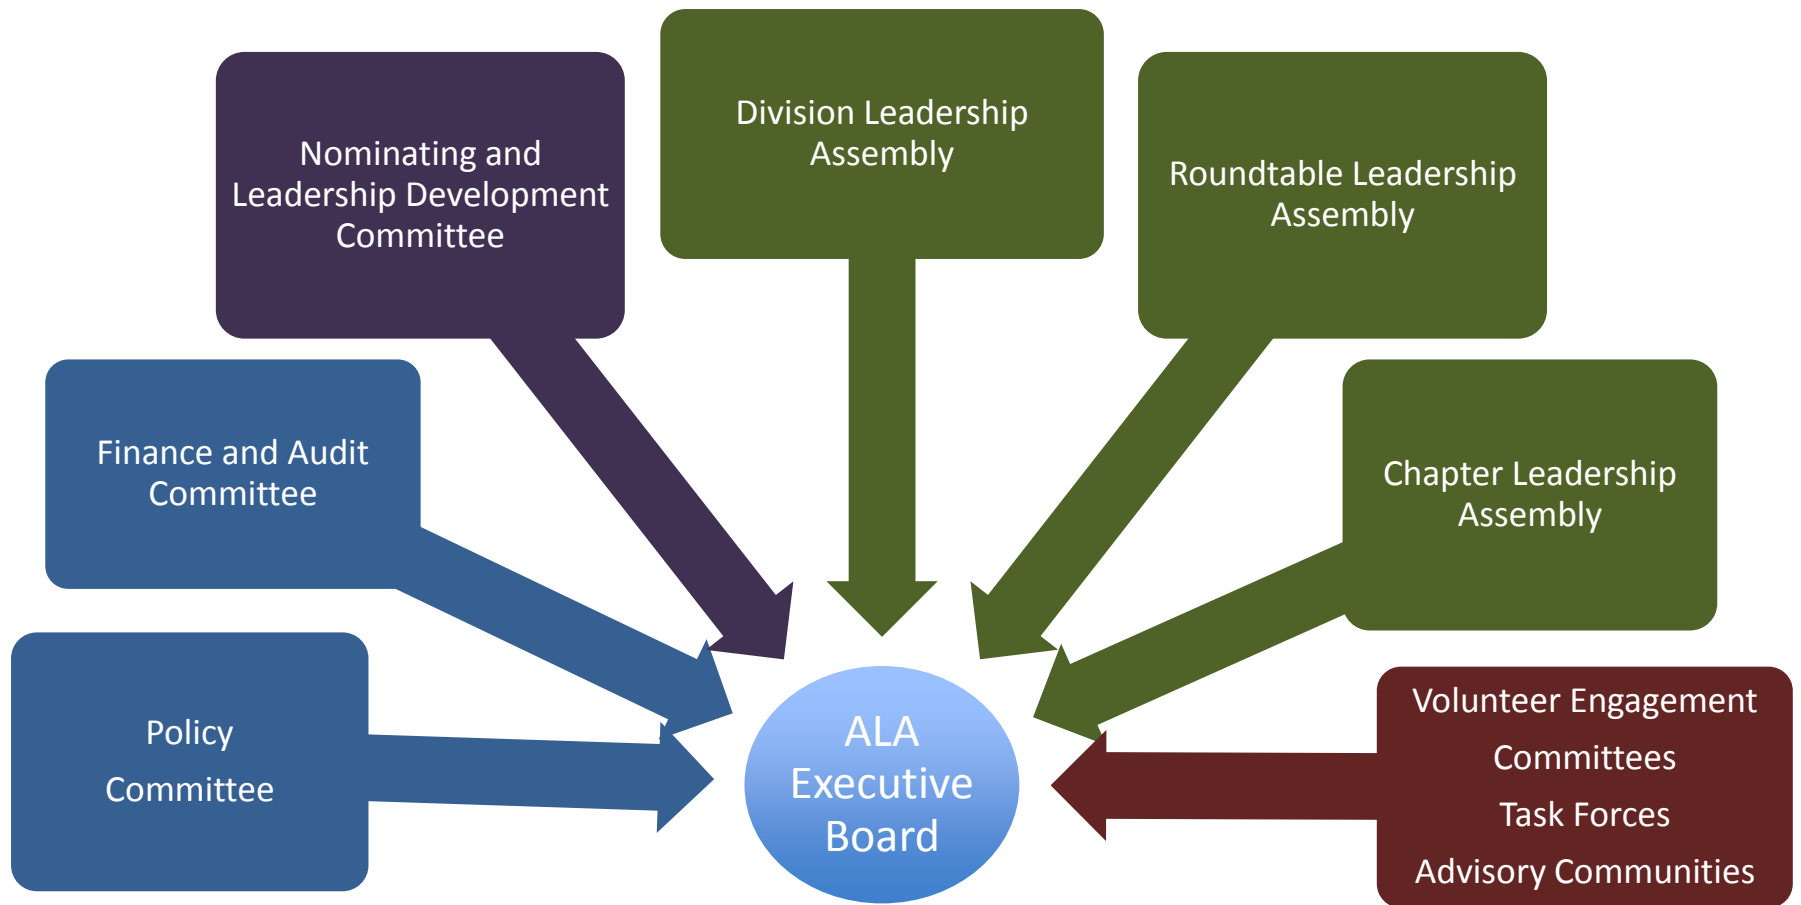 Division Leadership
Assembly
Nominating and
Leadership Development
Committee
Roundtable Leadership
Assembly
Finance and Audit
Committee
Chapter Leadership
Assembly
Policy
Committee
ALA
Executive
Board
Volunteer Engagement
Committees
Task Forces
Advisory Communities